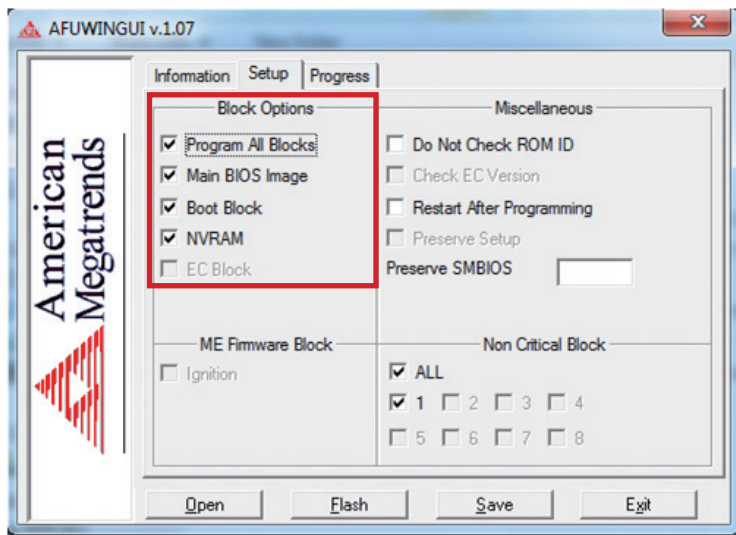 AFUWINGUI v.1.07
Information Setup Progress
Block Options
Program All Blocks
Main BIOS Image
Boot Block
NVRAM
EC Block
Miscellaneous
Do Not Check ROM ID
Check EC Version
Restart After Programming
Preserve Setup
Preserve SMBIOS
ME Firmware Block
Ignition
Non Critical Block
ALL
1 2 3 4
5 6 7 8
American
Megatrends
Open Flash Save Exit